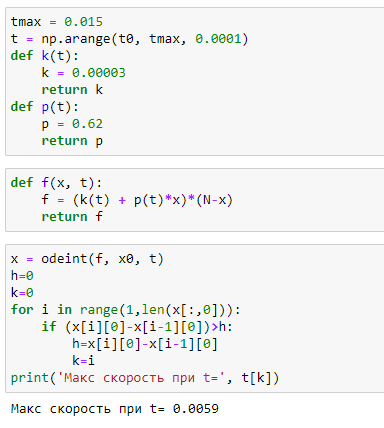 tmax = 0.015
t = np.arange(t0, tmax, 0.0001)
def k(t):
    k = 0.00003
    return k
def p(t):
    p = 0.62
    return p
def f(x, t):
    f = (k(t) + p(t)*x)*(N-x)
    return f
x = odeint(f, x0, t)
h=0
k=0
for i in range(1,len(x[:,0])):
    if (x[i][0]-x[i-1][0])>h:
        h=x[i][0]-x[i-1][0]
        k=i
print('Макс скорость при t=', t[k])
Макс скорость при t= 0.0059